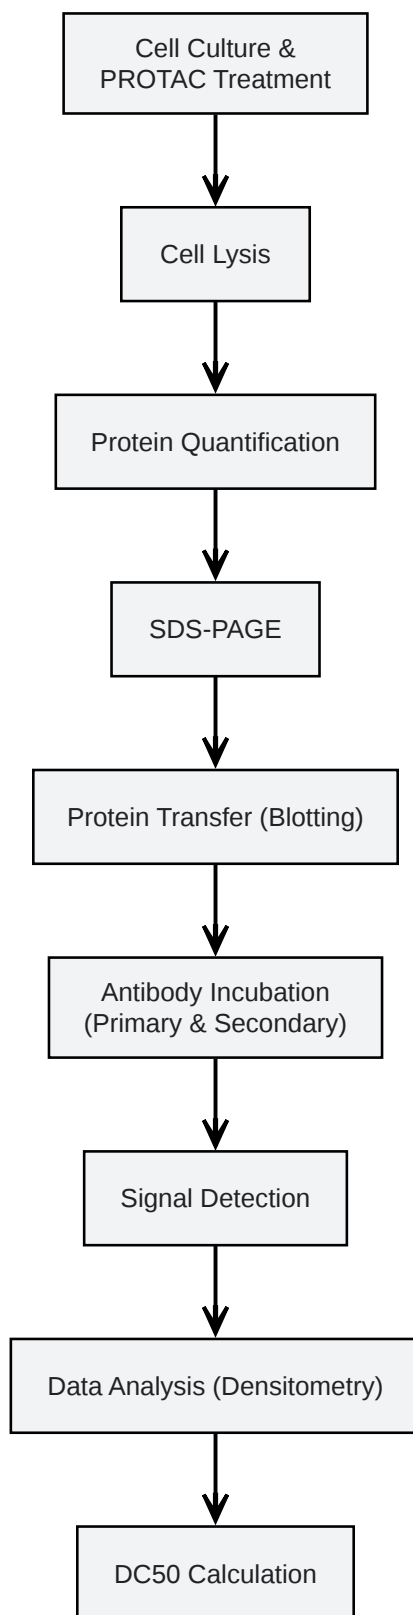 Cell Culture &
PROTAC Treatment
Cell Lysis
Protein Quantification
SDS-PAGE
Protein Transfer (Blotting)
Antibody Incubation
(Primary & Secondary)
Signal Detection
Data Analysis (Densitometry)
DC50 Calculation